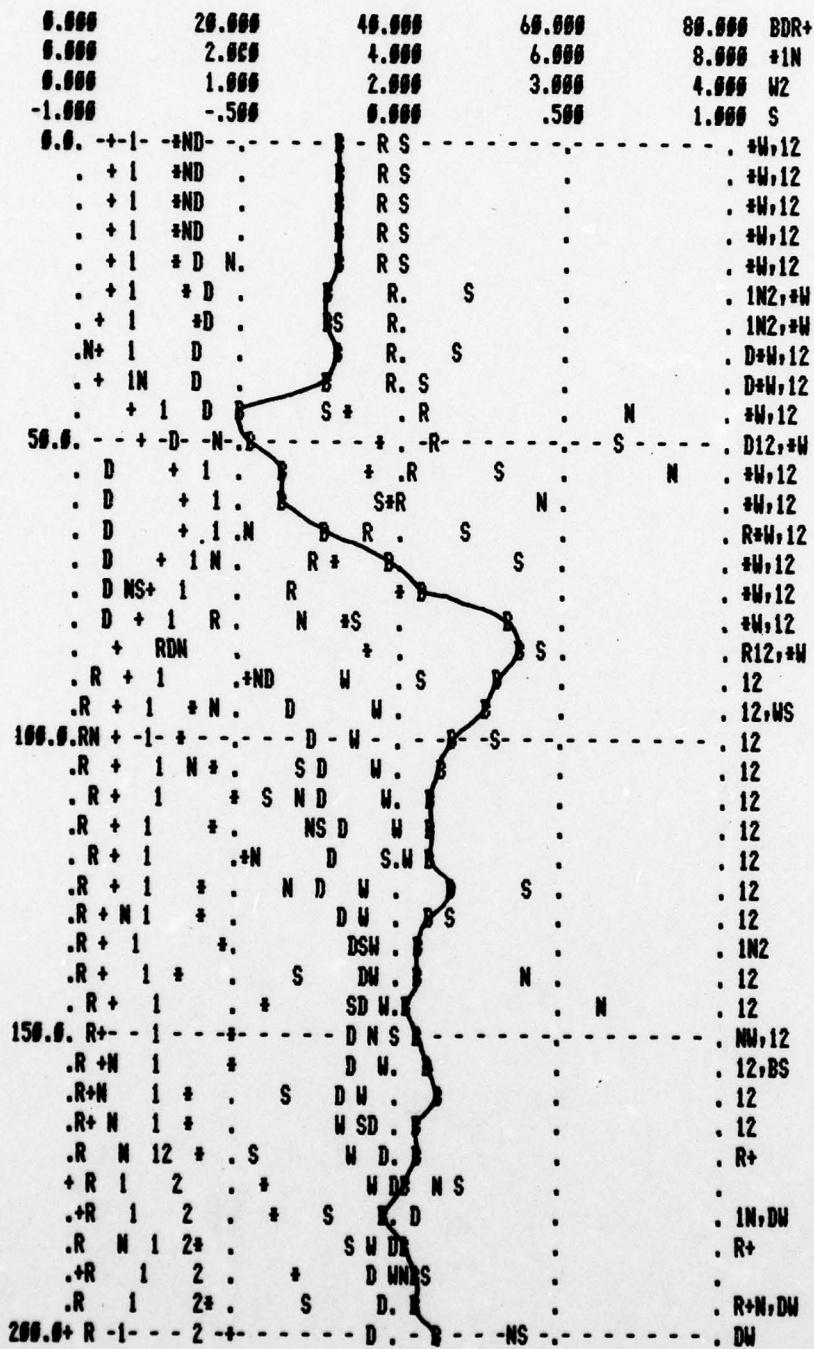 0.000 20.000 40.000 60.000 80.000 BDR+
0.000 2.000 4.000 6.000 8.000 *1N
0.000 1.000 2.000 3.000 4.000 W2
-1.000 -.500 0.000 .500 1.000 S
0.0. -+-1- -*ND- -.- - - - - B - -R S - - - - - - - - .- - - - - - - - . *W,12
. + 1 *ND . B R S . . *W,12
. + 1 *ND . B R S . . *W,12
. + 1 *ND . B R S . . *W,12
. + 1 * D N. B R S . . *W,12
. + 1 * D . B R. S . . 1N2,*W
. + 1 *D . BS R. . . 1N2,*W
.N+ 1 D . B R. S . . D*W,12
. + 1N D . B R. S . . D*W,12
. + 1 D B S * . R . N . *W,12
50.0. - - - + -D- -N-.B- - - - - - -*-.-R- - - - - - - -.- -S- - - - - . D12,*W
. D + 1 . B * .R S . N . *W,12
. D + 1 . B S*R N . . *W,12
. D + 1 .N B R . S . . R*W,12
. D + 1 N . R * B. S . . *W,12
. D NS+ 1 . R * B . . *W,12
. D + 1 R . N *S . B . . *W,12
. + RDN . * . B S . . R12,*W
. R + 1 .*ND W . S B . . 12
.R + 1 * N. D W. B . . 12,WS
100.0.RN + -1- * - -.- - - D - W - .- - B - S- - -.- - - - - - - - . 12
.R + 1 N * . S D W. B . . 12
. R + 1 * S N D W. B . . 12
.R + 1 * . NS D W B . . 12
. R + 1 .*N D S.W B . . 12
.R + 1 * . N D W . B S . . 12
.R + N 1 * . D W . B S . . 12
.R + 1 *. DSW . B . . 1N2
.R + 1 * . S DW . B N . . 12
. R + 1 . * SD W.B . N . 12
150.0. R+- - 1 - - -*- - - - - - D N S B - - - - - - - -.- - - - - - - - . NW,12
.R +N 1 * D W. B . . 12,BS
.R+N 1 * . S D W . B . . 12
.R+ N 1 * . W SD . B . . 12
.R N 12 * . S W D. B . . R+
+ R 1 2 . * W DB N S . .
.+R 1 2 . * S B. D . . 1N,DW
.R N 1 2* . S W DB . . R+
.+R 1 2 . * D WNBS . .
.R 1 2* . S D. B . . R+N,DW
200.0+ R -1- - - 2 -+- - - - - - - D - .- B - - -NS -.- - - - - - - - . DW